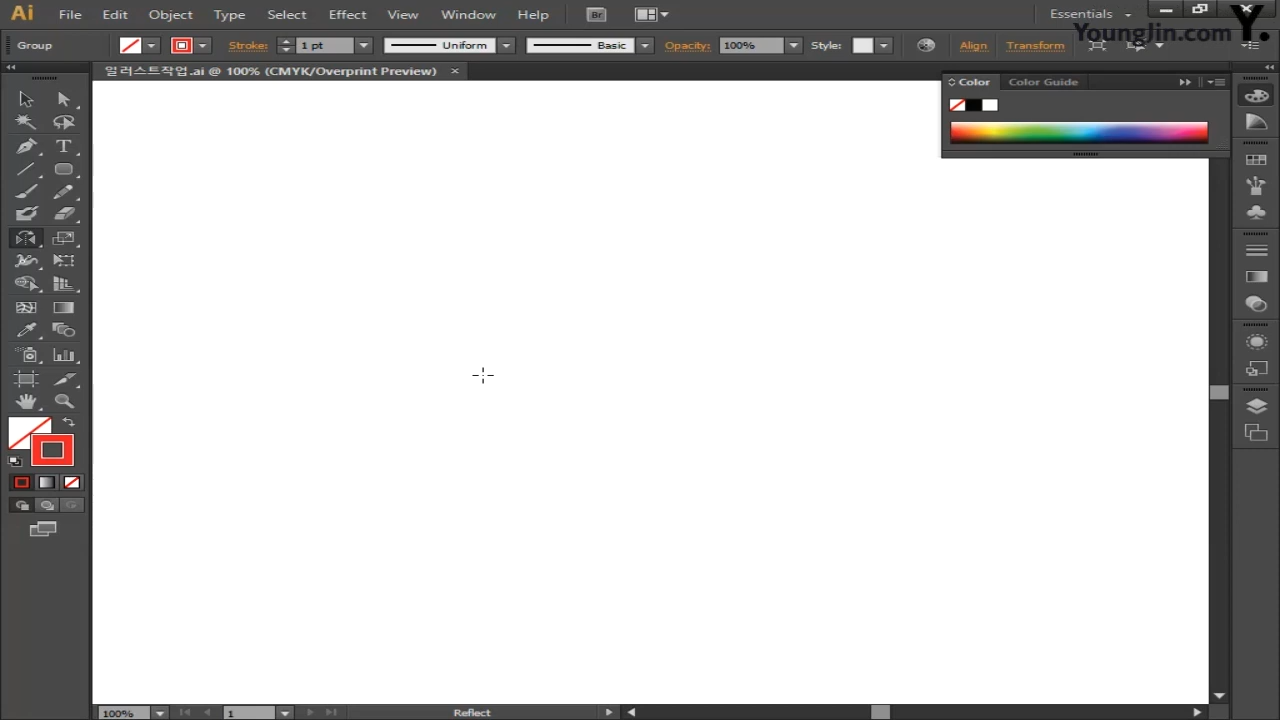 Ai File Edit Object Type Select Effect View Window Help Br Essentials
YoungJin.com Y.
Group Stroke: 1 pt Uniform Basic Opacity: 100% Style: Align Transform
일러스트작업.ai @ 100% (CMYK/Overprint Preview) ×
Color Color Guide
T
100% 1 Reflect